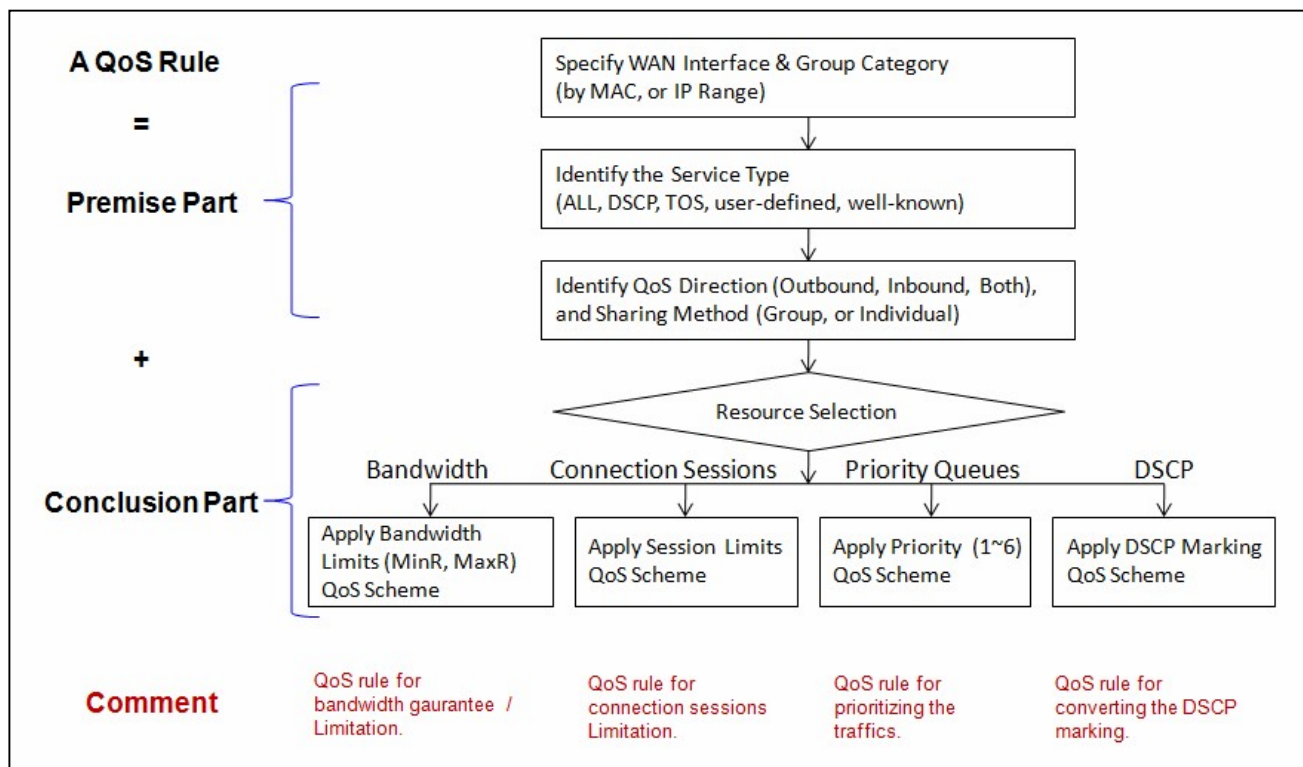 A QoS Rule
=
Premise Part
+
Conclusion Part
Specify WAN Interface & Group Category
(by MAC, or IP Range)
Identify the Service Type
(ALL, DSCP, TOS, user-defined, well-known)
Identify QoS Direction (Outbound, Inbound, Both),
and Sharing Method (Group, or Individual)
Resource Selection
Bandwidth
Connection Sessions
Priority Queues
DSCP
Apply Bandwidth
Limits (MinR, MaxR)
QoS Scheme
Apply Session Limits
QoS Scheme
Apply Priority (1~6)
QoS Scheme
Apply DSCP Marking
QoS Scheme
Comment
QoS rule for
bandwidth gaurantee /
Limitation.
QoS rule for
connection sessions
Limitation.
QoS rule for
prioritizing the
traffics.
QoS rule for
converting the DSCP
marking.